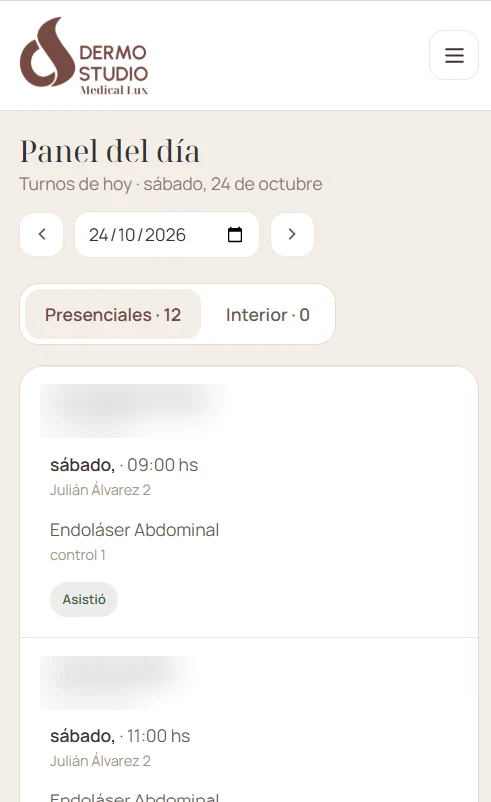 DERMO
STUDIO
Medical Lux
Panel del día
Turnos de hoy · sábado, 24 de octubre
24/10/2026
Presenciales · 12 Interior · 0
sábado, · 09:00 hs
Julián Álvarez 2
Endoláser Abdominal
control 1
Asistió
sábado, · 11:00 hs
Julián Álvarez 2
Endoláser Abdominal